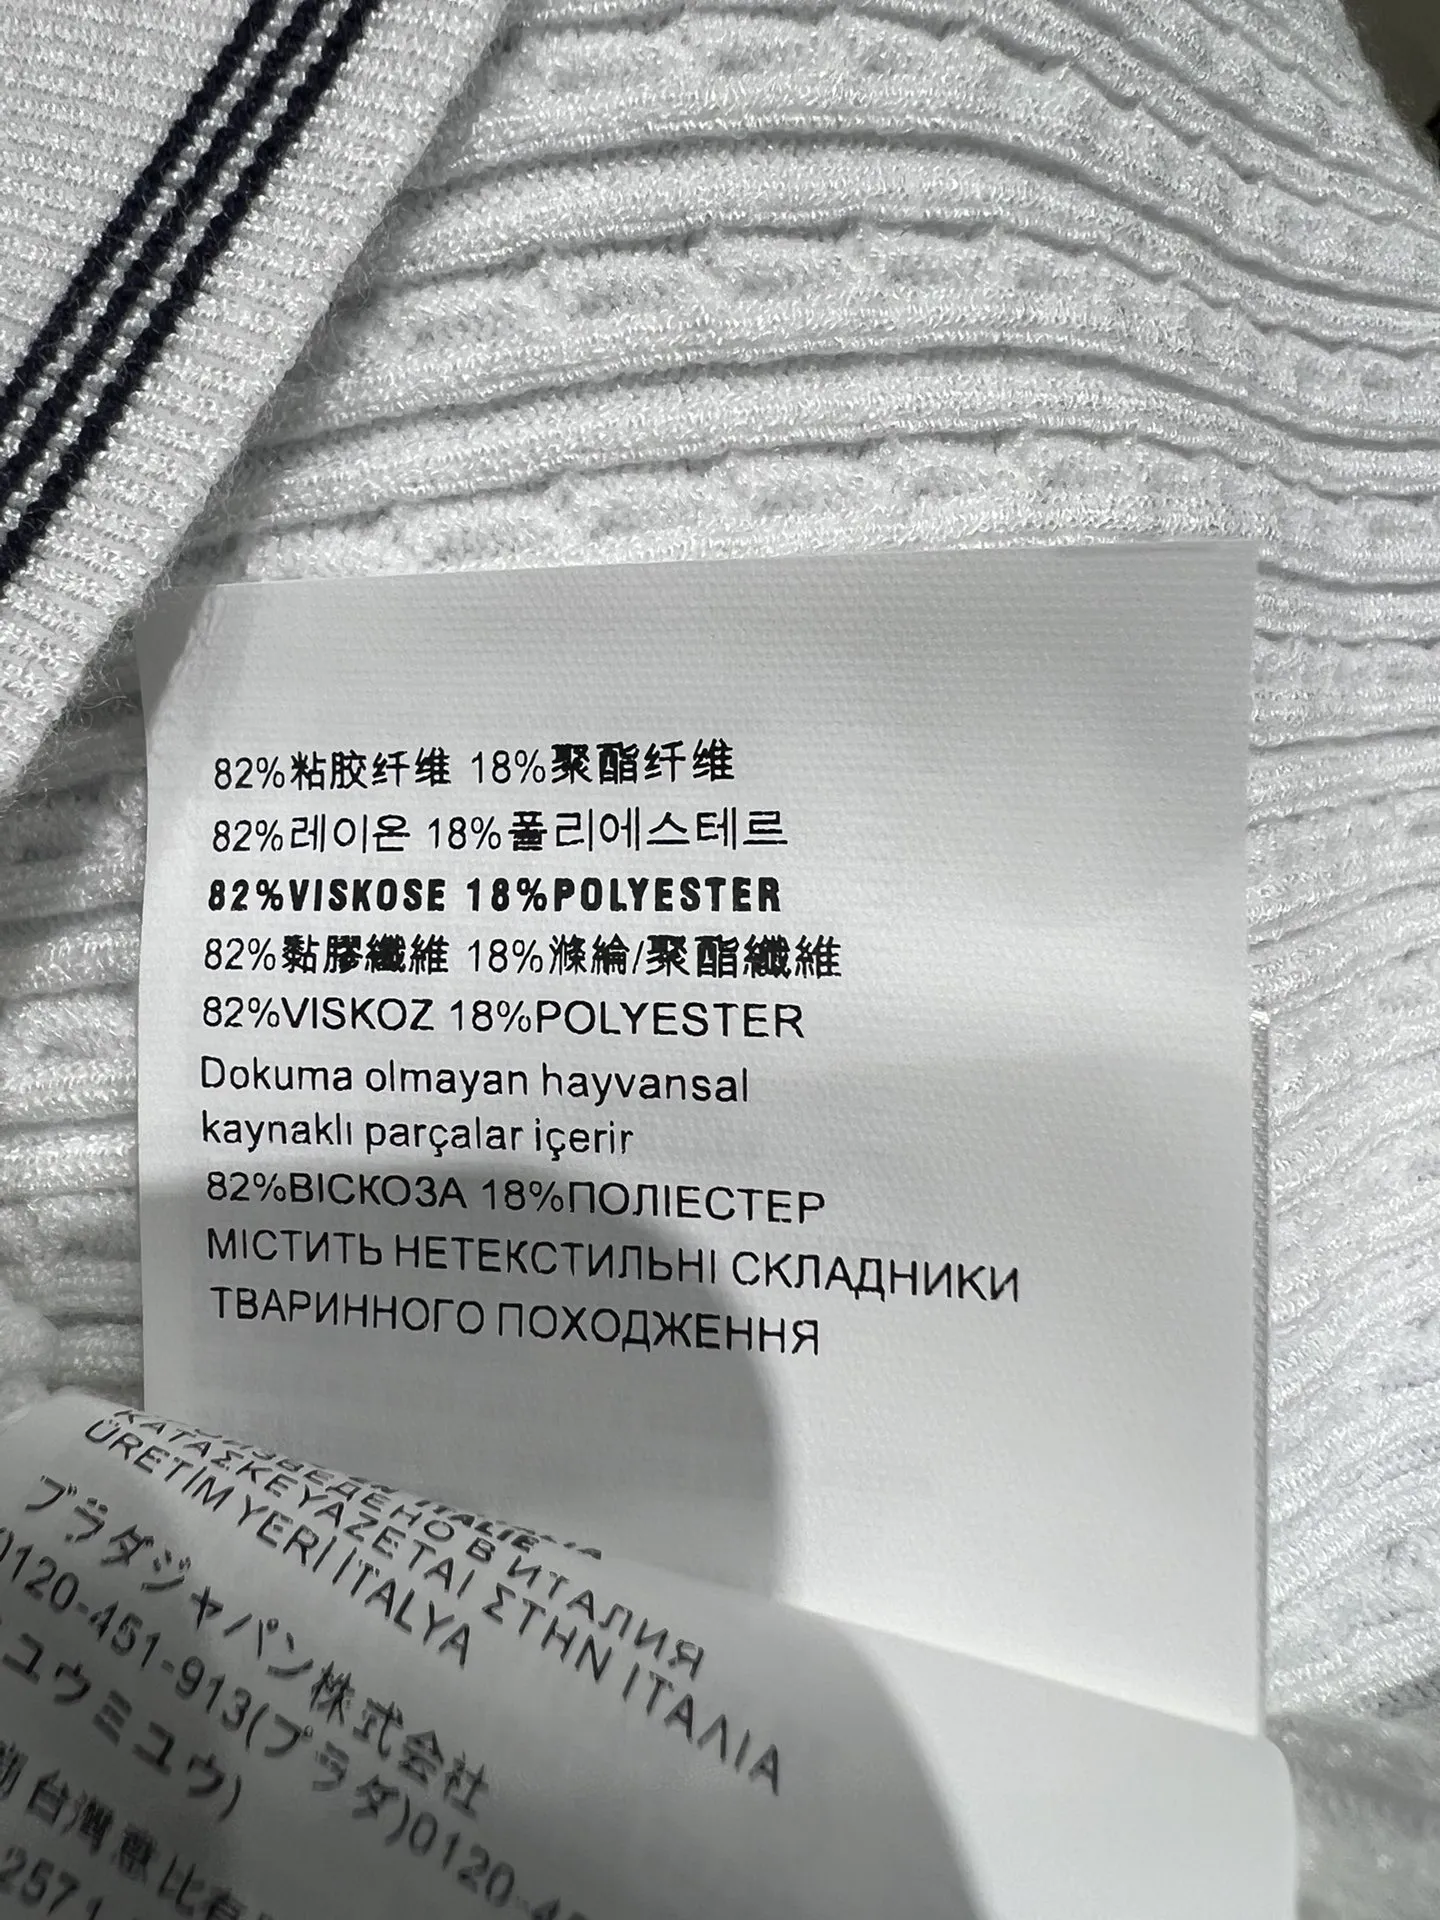 82%粘胶纤维 18%聚酯纤维
82%레이온 18%폴리에스테르
82%VISKOSE 18%POLYESTER
82%黏膠纖維 18%滌綸/聚酯纖維
82%VISKOZ 18%POLYESTER
Dokuma olmayan hayvansal
kaynaklı parçalar içerir
82%ВІСКОЗА 18%ПОЛІЕСТЕР
МІСТИТЬ НЕТЕКСТИЛЬНІ СКЛАДНИКИ
ТВАРИННОГО ПОХОДЖЕННЯ
В ИТАЛИЯ
ΚΑΤΑΣΚΕΥΑΖΕΤΑΙ ΣΤΗΝ ΙΤΑΛΙΑ
ÜRETİM YERİ İTALYA
プラダジャパン株式会社
0120-451-913(プラダ)0120-45
ユウミユウ)
台灣意比
2571